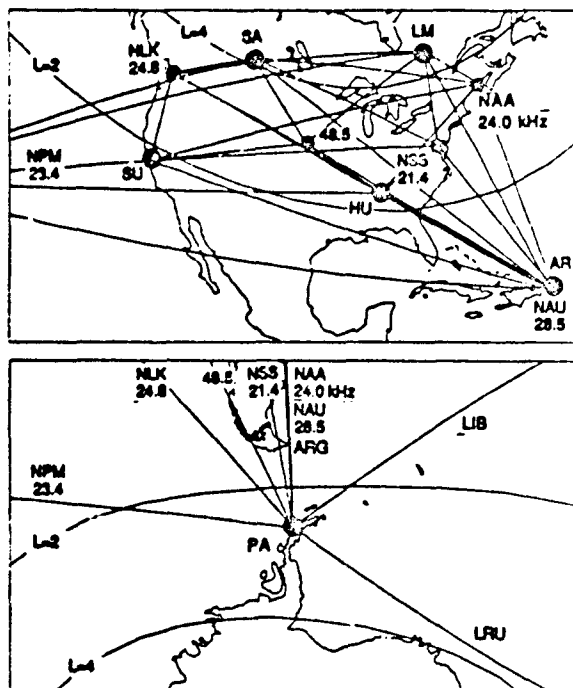 L=2
NLK
24.8
L=4
SA
LM
NAA
24.0 kHz
48.5
NPM
23.4
SU
NSS
21.4
HU
AR
NAU
28.5
NLK
24.8
48.5
NSS
21.4
NAA
24.0 kHz
NAU
28.5
ARG
LIB
NPM
23.4
L=2
PA
LRU
L=4